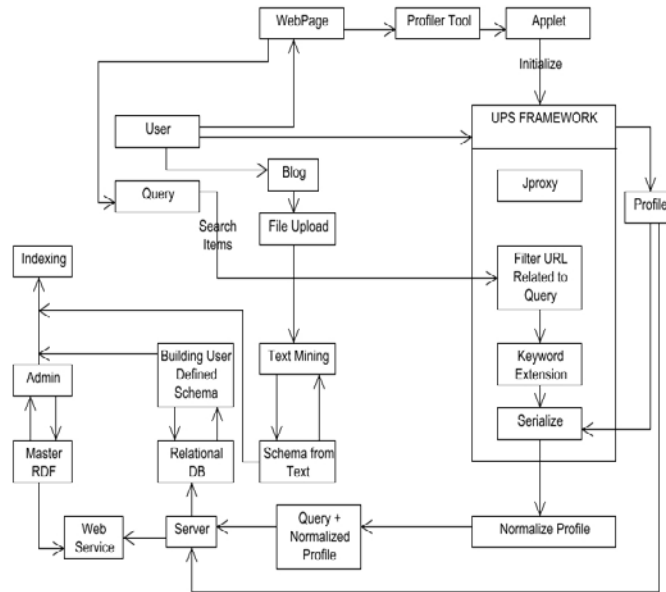 WebPage
Profiler Tool
Applet
Initialize
User
UPS FRAMEWORK
Blog
Jproxy
Query
Profile
Search
Items
File Upload
Indexing
Filter URL
Related to
Query
Building User
Defined
Schema
Text Mining
Keyword
Extension
Admin
Serialize
Master
RDF
Relational
DB
Schema from
Text
Web
Service
Server
Query +
Normalized
Profile
Normalize Profile